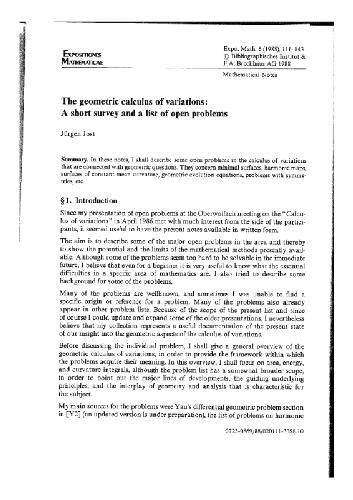 EXPOSITIONES
MATHEMATICAE
Expo. Math. 6 (1988), 111-143
© Bibliographisches Institut &
F.A. Brockhaus AG 1988
Mathematical Notes
The geometric calculus of variations:
A short survey and a list of open problems
Jürgen Jost
Summary. In these notes, I shall describe some open problems in the calculus of variations
that are connected with geometric questions. They concern minimal surfaces, harmonic maps,
surfaces of constant mean curvature, geometric evolution equations, problems with symme-
tries, etc.
§ 1. Introduction
Since my presentation of open problems at the Oberwolfach meeting on the "Calcu-
lus of variations" in April 1986 met with much interest from the side of the partici-
pants, it seemed useful to have the present notes available in written form.
The aim is to describe some of the major open problems in the area and thereby
to show the potential and the limits of the mathematical methods presently avail-
able. Although some of the problems seem too hard to be solvable in the immediate
future, I believe that even for a beginner it is very useful to know what the essential
difficulties in a specific area of mathematics are. I also tried to describe some
background for some of the problems.
Many of the problems are wellknown, and sometimes I was unable to find a
specific origin or reference for a problem. Many of the problems also already
appear in other problem lists. Because of the scope of the present list and since
of course I could update and expand some of the older presentations, I nevertheless
believe that my collection represents a useful documentation of the present state
of our insight into the geometric aspects of the calculus of variations.
Before discussing the individual problem, I shall give a general overview of the
geometric calculus of variations, in order to provide the framework within which
the problems acquire their meaning. In this overview, I shall focus on area, energy,
and curvature integrals, although the problem list has a somewhat broader scope,
in order to point out the major lines of developments, the guiding underlying
principles, and the interplay of geometry and analysis that is characteristic for
the subject.
My main sources for the problems were Yau's differential geometric problem section
in [Y2] (an updated version is under preparation), the list of problems on harmonic